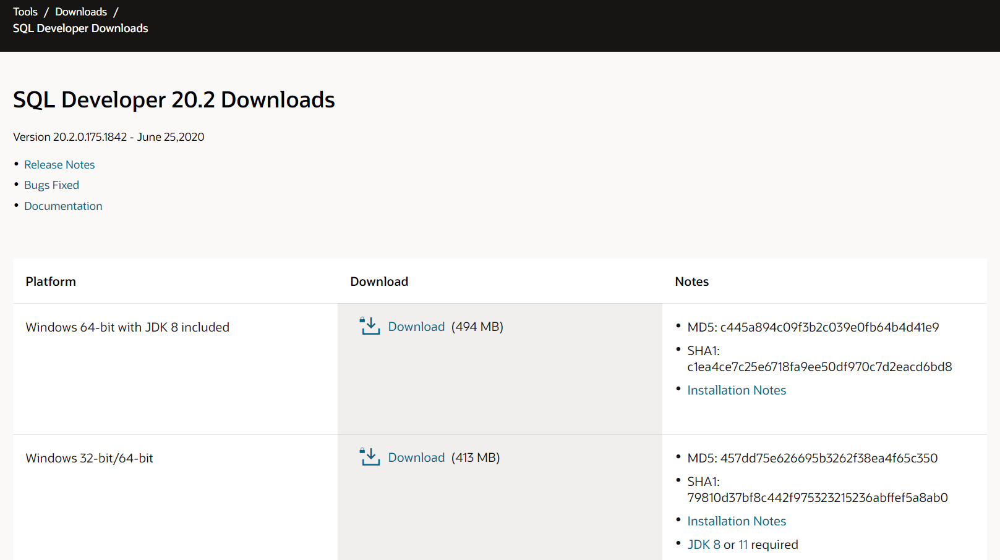 Tools / Downloads /
SQL Developer Downloads
SQL Developer 20.2 Downloads
Version 20.2.0.175.1842 - June 25,2020
• Release Notes
• Bugs Fixed
• Documentation
Platform Download Notes
Windows 64-bit with JDK 8 included
Download (494 MB)
• MD5: c445a894c09f3b2c039e0fb64b4d41e9
• SHA1:
c1ea4ce7c25e6718fa9ee50df970c7d2eacd6bd8
• Installation Notes
Windows 32-bit/64-bit
Download (413 MB)
• MD5: 457dd75e626695b3262f38ea4f65c350
• SHA1:
79810d37bf8c442f975323215236abffef5a8ab0
• Installation Notes
• JDK 8 or 11 required